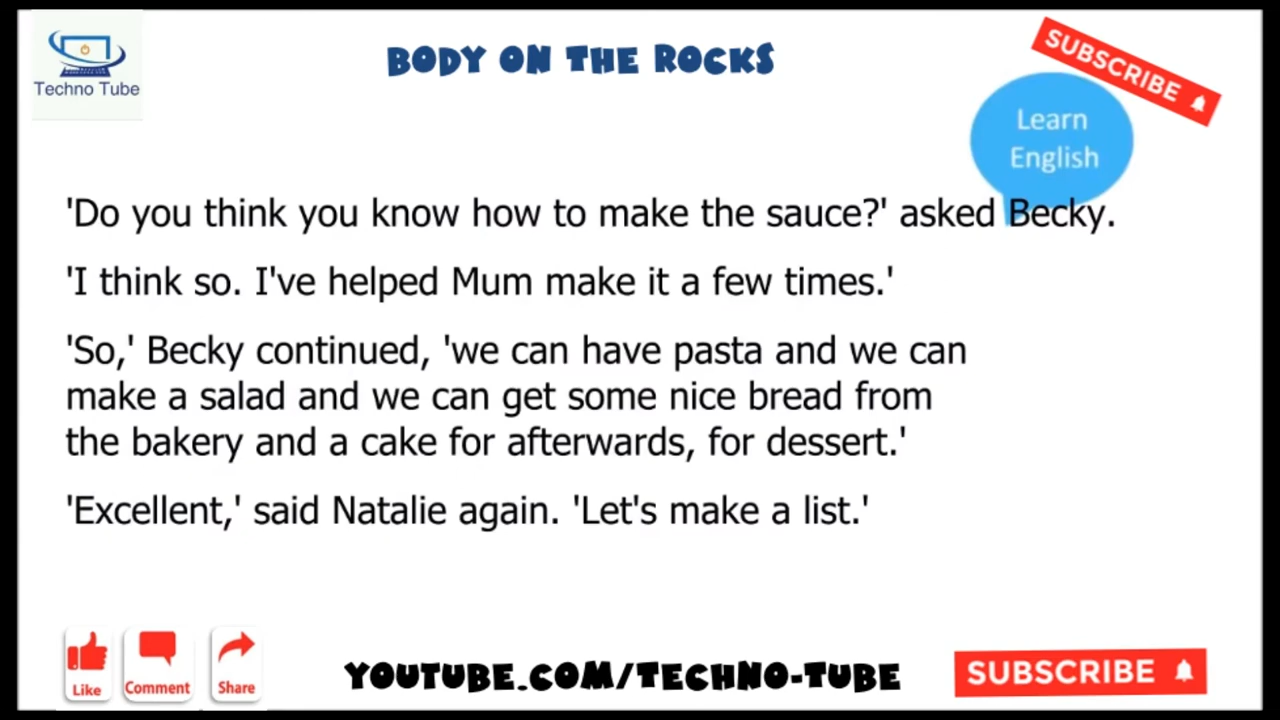 BODY ON THE ROCKS
SUBSCRIBE
Techno Tube
Learn
English
'Do you think you know how to make the sauce?' asked Becky.
'I think so. I've helped Mum make it a few times.'
'So,' Becky continued, 'we can have pasta and we can
make a salad and we can get some nice bread from
the bakery and a cake for afterwards, for dessert.'
'Excellent,' said Natalie again. 'Let's make a list.'
Like
Comment
Share
YOUTUBE.COM/TECHNO-TUBE
SUBSCRIBE